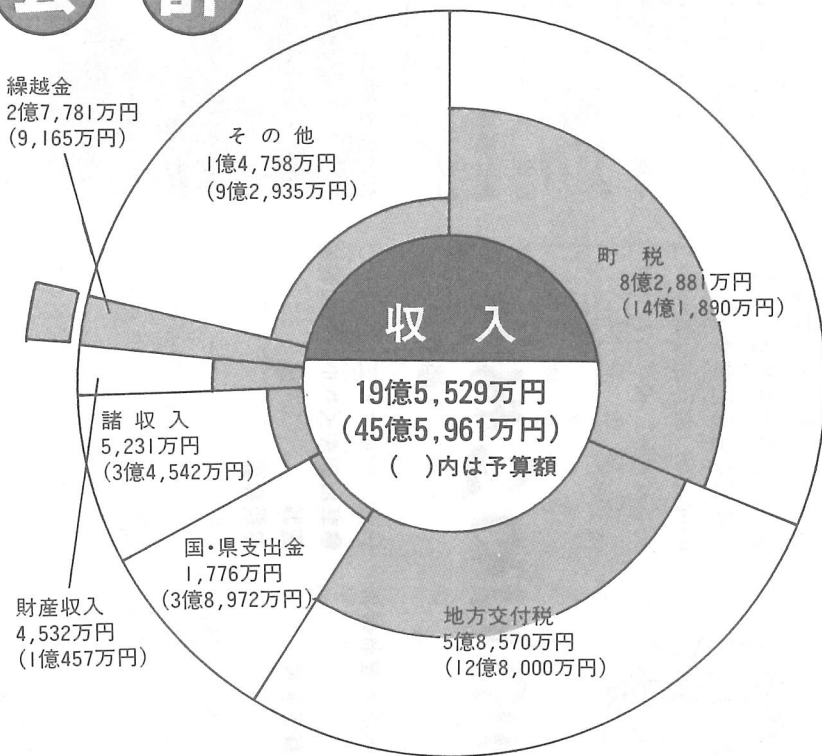 会計
繰越金
2億7,781万円
(9,165万円)
その他
1億4,758万円
(9億2,935万円)
町税
8億2,881万円
(14億1,890万円)
収入
19億5,529万円
(45億5,961万円)
( )内は予算額
諸収入
5,231万円
(3億4,542万円)
国・県支出金
1,776万円
(3億8,972万円)
財産収入
4,532万円
(1億457万円)
地方交付税
5億8,570万円
(12億8,000万円)